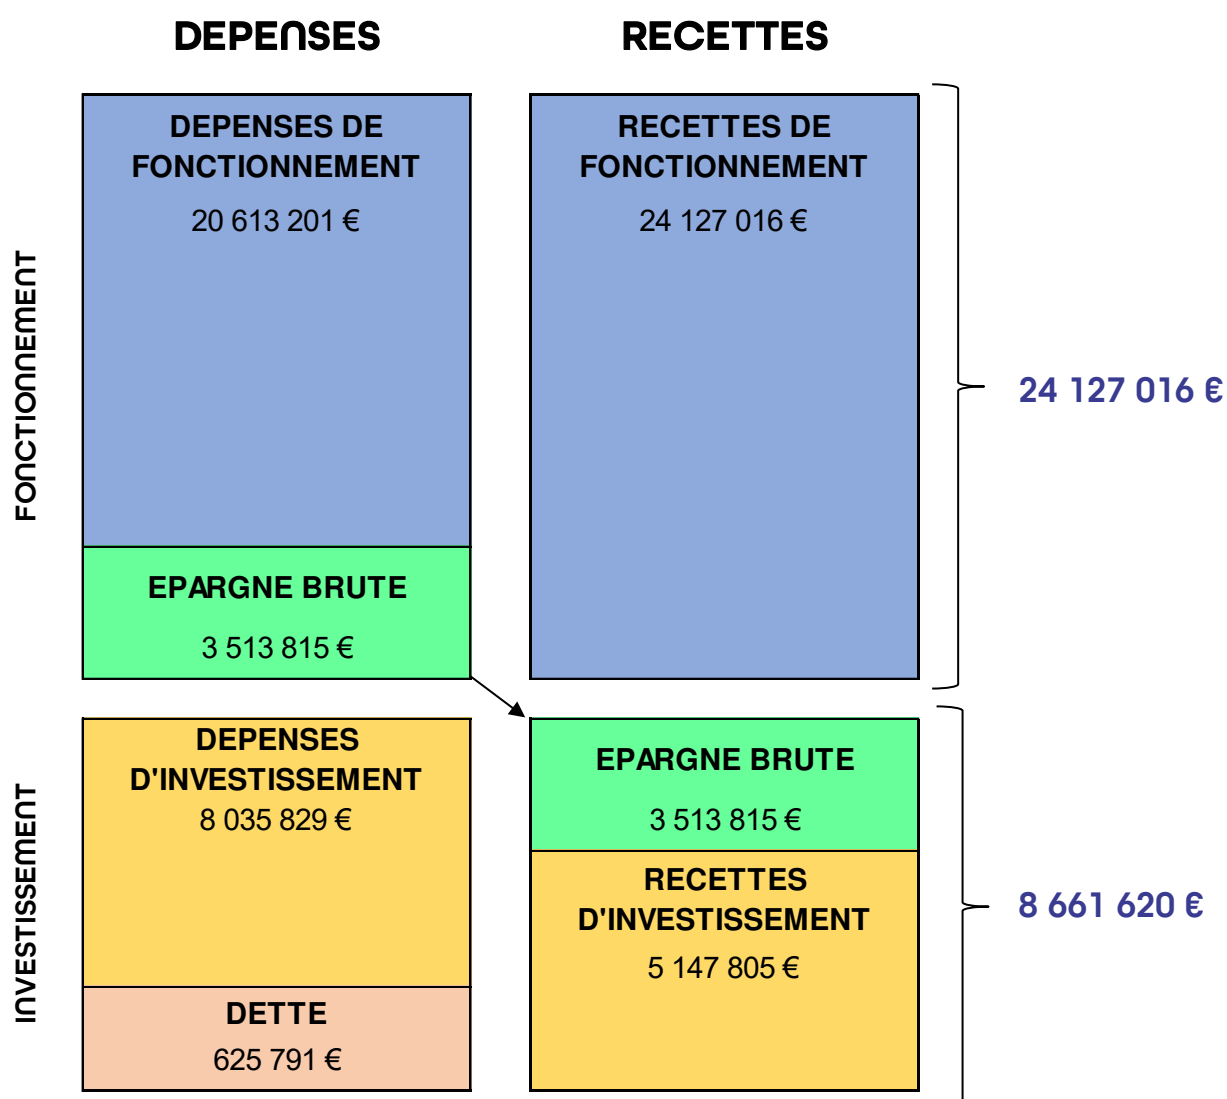 DEPENSES
RECETTES
FONCTIONNEMENT
DEPENSES DE
FONCTIONNEMENT
20 613 201 €
EPARGNE BRUTE
3 513 815 €
RECETTES DE
FONCTIONNEMENT
24 127 016 €
24 127 016 €
INVESTISSEMENT
DEPENSES
D'INVESTISSEMENT
8 035 829 €
DETTE
625 791 €
EPARGNE BRUTE
3 513 815 €
RECETTES
D'INVESTISSEMENT
5 147 805 €
8 661 620 €